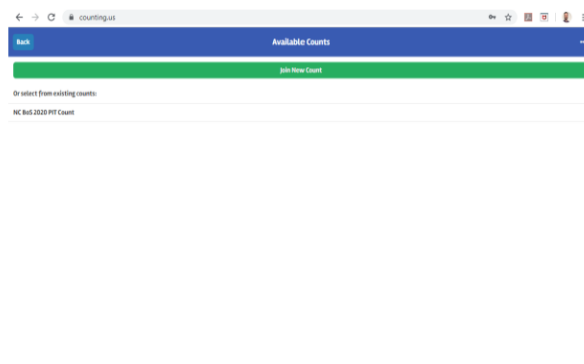 counting.us
Back
Available Counts
Join New Count
Or select from existing counts:
NC BoS 2020 PIT Count